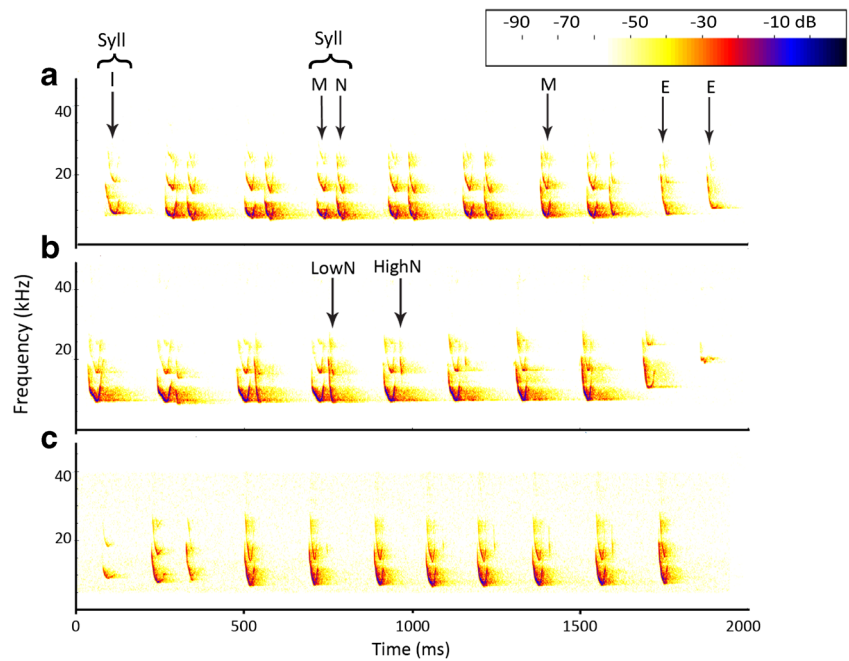 -90 -70 -50 -30 -10 dB
Syll Syll
a I M N M E E
40
20
b LowN HighN
40
20
Frequency (kHz)
c
40
20
0 500 1000 1500 2000
Time (ms)